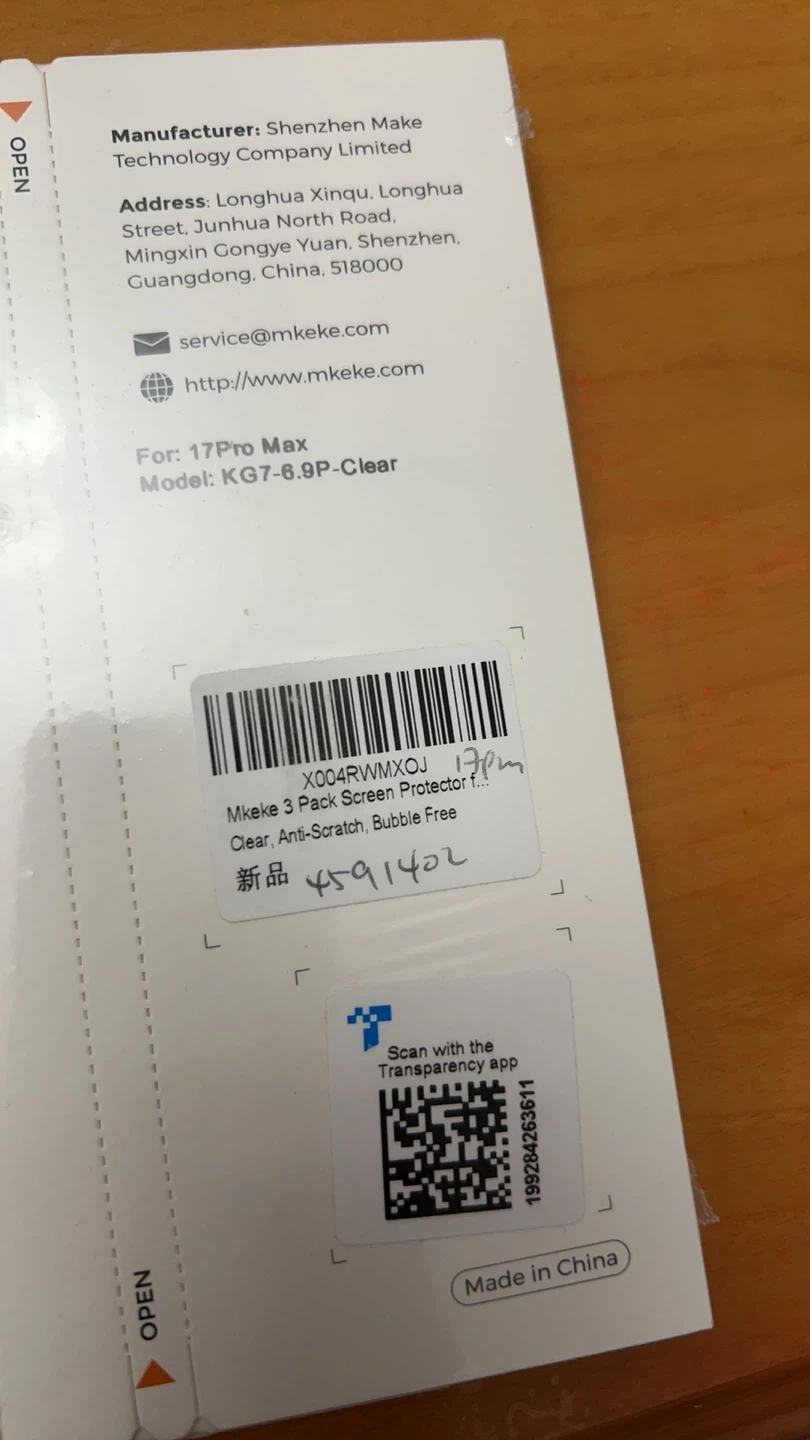 OPEN
Manufacturer: Shenzhen Make
Technology Company Limited
Address: Longhua Xinqu, Longhua
Street, Junhua North Road,
Mingxin Gongye Yuan, Shenzhen,
Guangdong, China, 518000
service@mkeke.com
http://www.mkeke.com
For: 17Pro Max
Model: KG7-6.9P-Clear
X004RWMXOJ
17pm
Mkeke 3 Pack Screen Protector f...
Clear, Anti-Scratch, Bubble Free
新品 4591402
Scan with the
Transparency app
199284263611
Made in China
OPEN